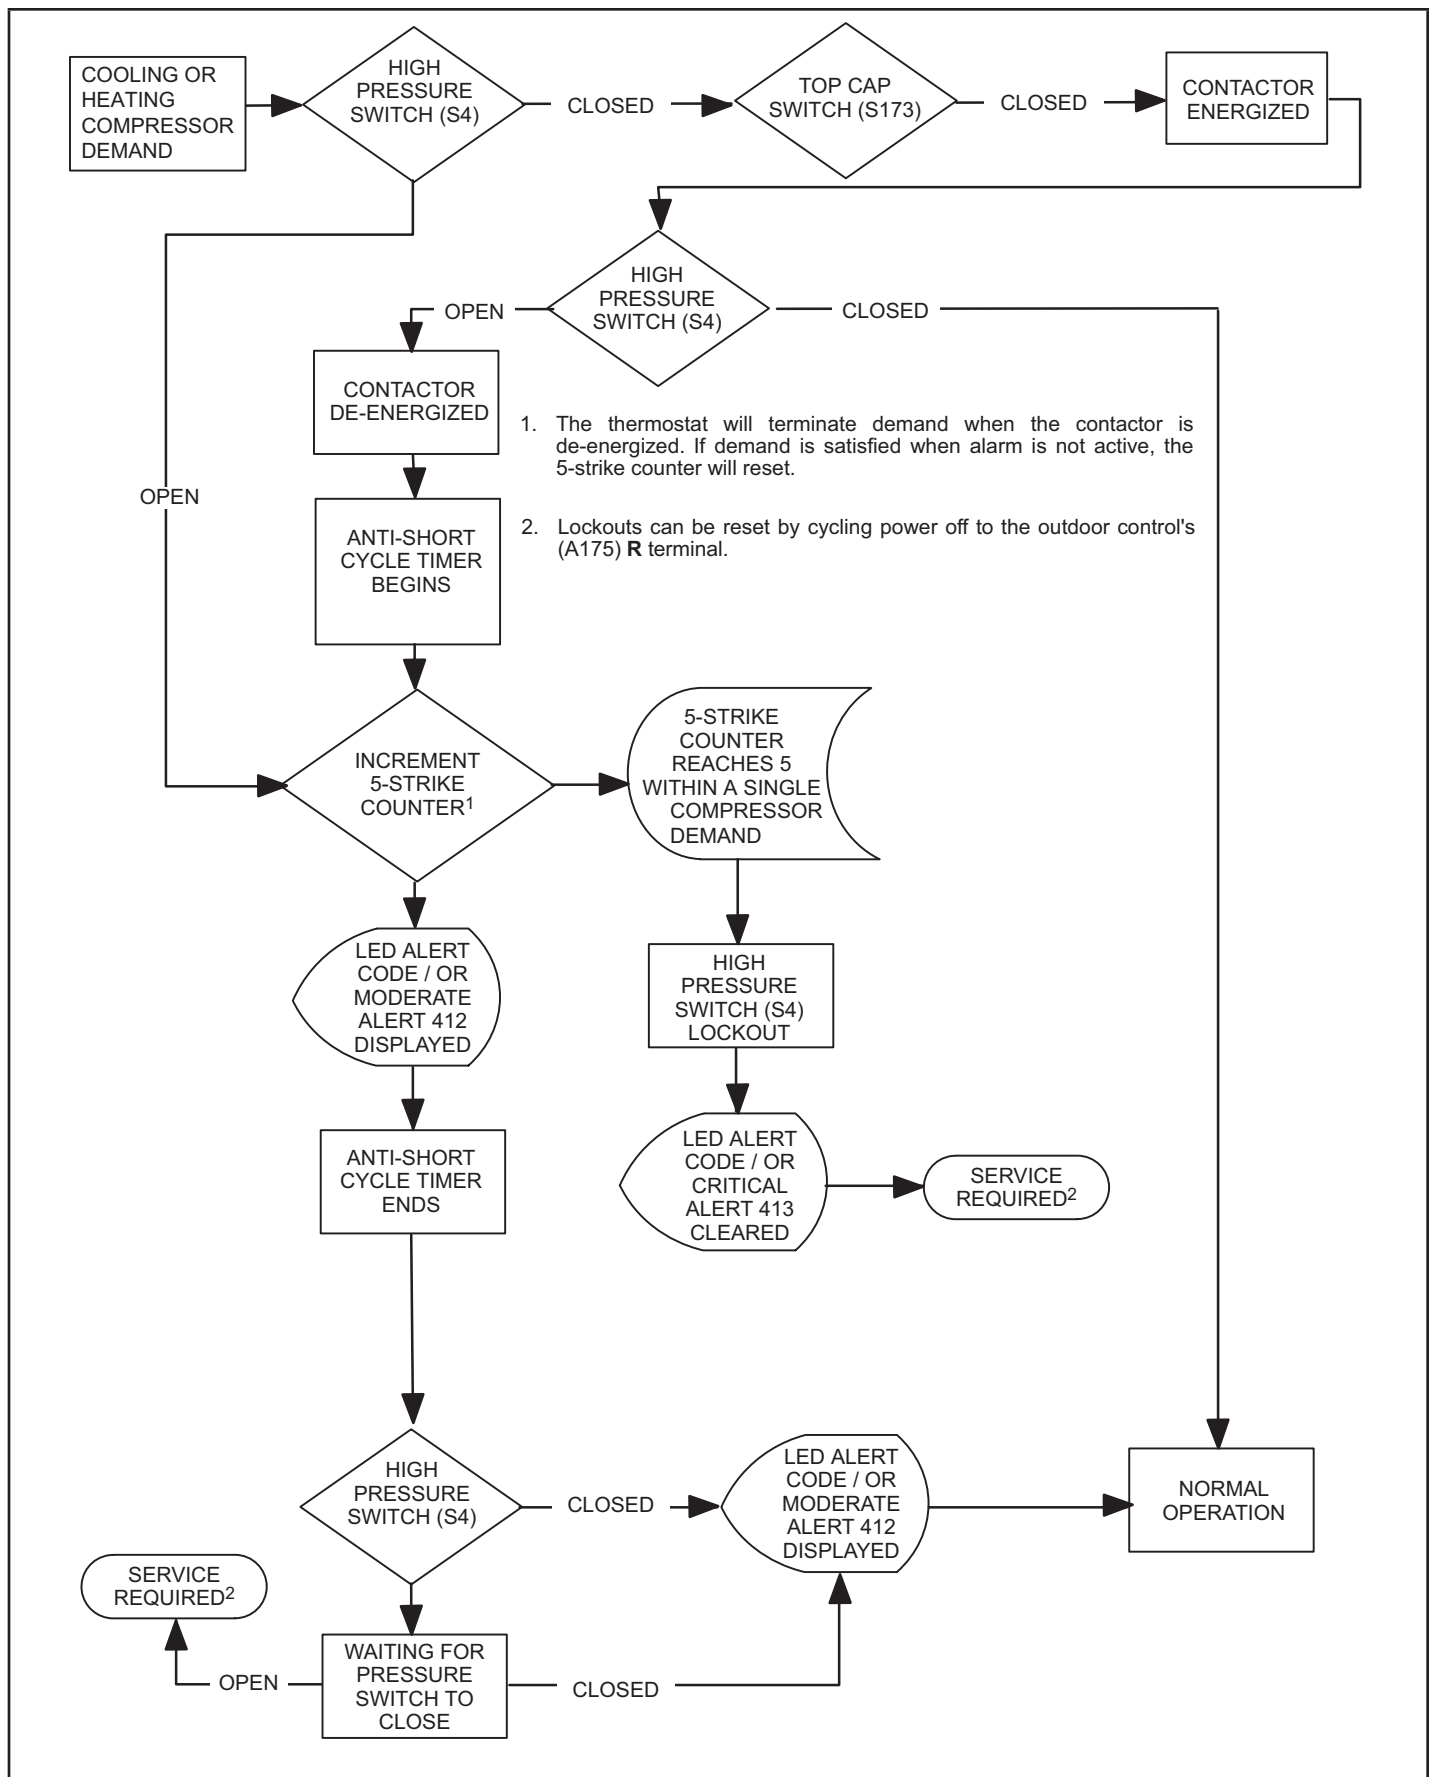 COOLING OR
HEATING
COMPRESSOR
DEMAND
HIGH
PRESSURE
SWITCH (S4)
CLOSED
TOP CAP
SWITCH (S173)
CLOSED
CONTACTOR
ENERGIZED
HIGH
PRESSURE
SWITCH (S4)
OPEN
CLOSED
CONTACTOR
DE-ENERGIZED
1. The thermostat will terminate demand when the contactor is
de-energized. If demand is satisfied when alarm is not active, the
5-strike counter will reset.
OPEN
ANTI-SHORT
CYCLE TIMER
BEGINS
2. Lockouts can be reset by cycling power off to the outdoor control's
(A175) R terminal.
INCREMENT
5-STRIKE
COUNTER1
5-STRIKE
COUNTER
REACHES 5
WITHIN A SINGLE
COMPRESSOR
DEMAND
LED ALERT
CODE / OR
MODERATE
ALERT 412
DISPLAYED
HIGH
PRESSURE
SWITCH (S4)
LOCKOUT
ANTI-SHORT
CYCLE TIMER
ENDS
LED ALERT
CODE / OR
CRITICAL
ALERT 413
CLEARED
SERVICE
REQUIRED2
HIGH
PRESSURE
SWITCH (S4)
CLOSED
LED ALERT
CODE / OR
MODERATE
ALERT 412
DISPLAYED
NORMAL
OPERATION
SERVICE
REQUIRED2
OPEN
WAITING FOR
PRESSURE
SWITCH TO
CLOSE
CLOSED